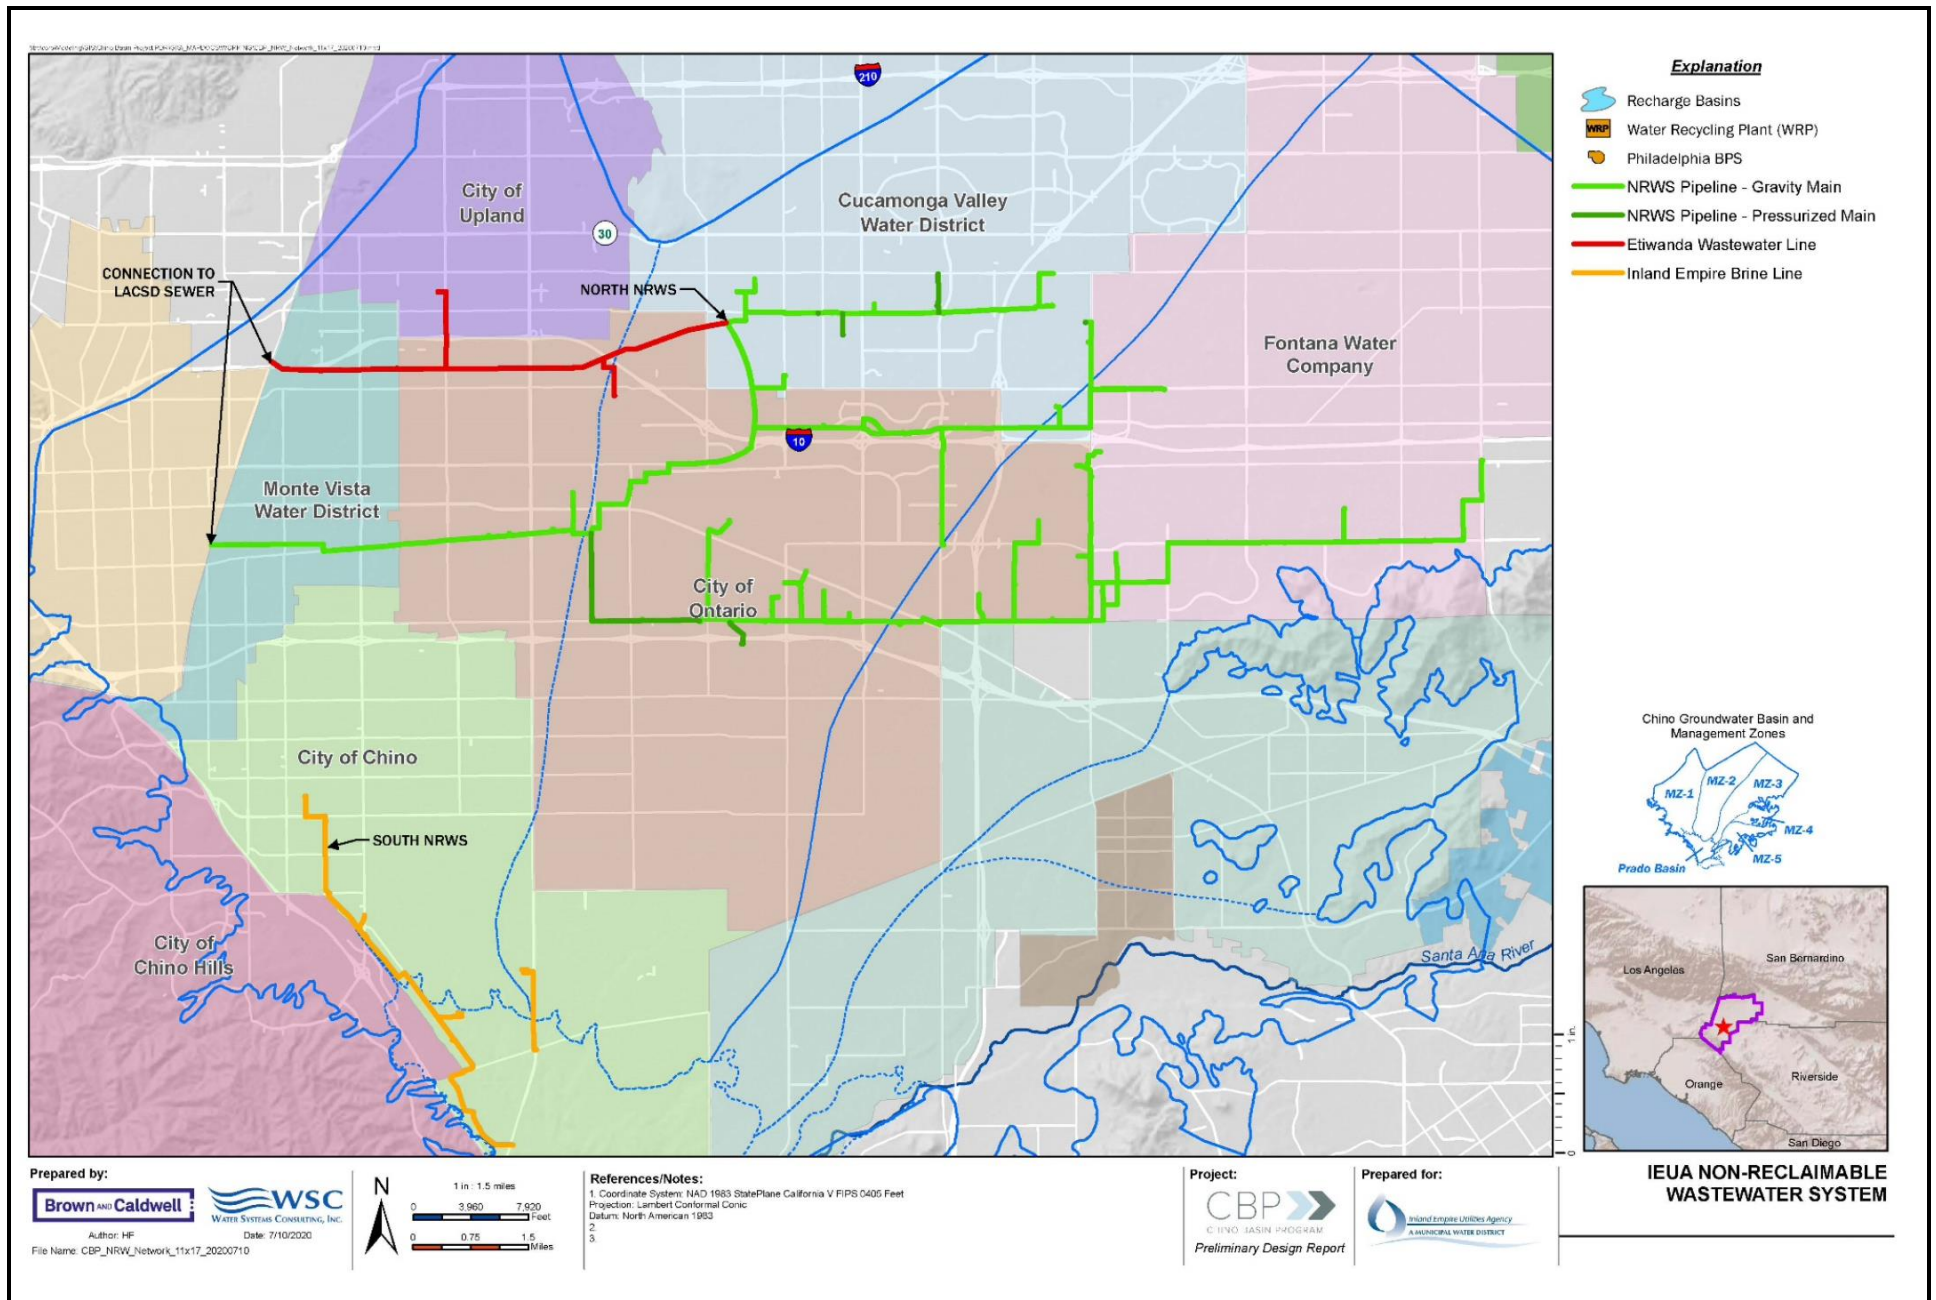 210
City of
Upland
Cucamonga Valley
Water District
30
CONNECTION TO
LACSD SEWER
NORTH NRWS
Fontana Water
Company
10
Monte Vista
Water District
City of
Ontario
City of Chino
SOUTH NRWS
City of
Chino Hills
Santa Ana River
1 in.
0
Explanation
Recharge Basins
WRP
Water Recycling Plant (WRP)
Philadelphia BPS
NRWS Pipeline - Gravity Main
NRWS Pipeline - Pressurized Main
Etiwanda Wastewater Line
Inland Empire Brine Line
Chino Groundwater Basin and
Management Zones
MZ-1
MZ-2
MZ-3
MZ-4
MZ-5
Prado Basin
Los Angeles
San Bernardino
Orange
Riverside
San Diego
IEUA NON-RECLAIMABLE
WASTEWATER SYSTEM
Prepared by:
Brown AND Caldwell
WSC
WATER SYSTEMS CONSULTING, INC.
Author: HF
Date: 7/10/2020
File Name: CBP_NRW_Network_11x17_20200710
N
1 in : 1.5 miles
0 3,960 7,920
Feet
0 0.75 1.5
Miles
References/Notes:
1. Coordinate System: NAD 1983 StatePlane California V FIPS 0405 Feet
Projection: Lambert Conformal Conic
Datum: North American 1983
2.
3.
Project:
CBP
CHINO BASIN PROGRAM
Preliminary Design Report
Prepared for:
Inland Empire Utilities Agency
A MUNICIPAL WATER DISTRICT